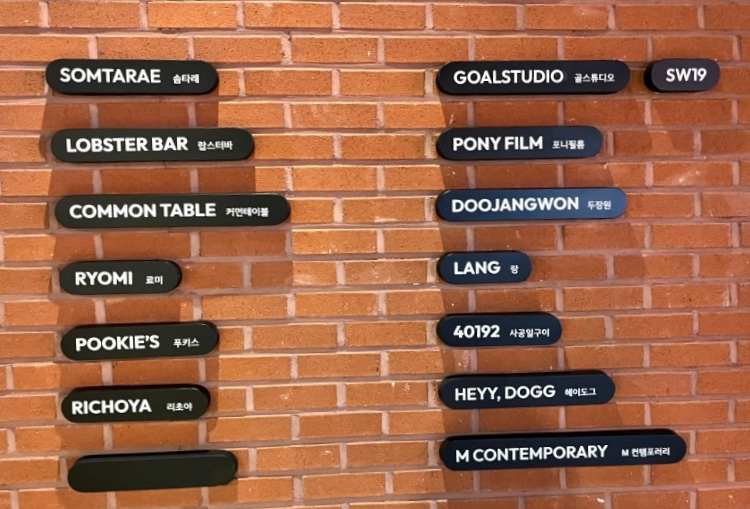 SOMTARAE 솜타래
LOBSTER BAR 랍스터바
COMMON TABLE 커먼테이블
RYOMI 료미
POOKIE'S 푸키스
RICHOYA 리초야
GOALSTUDIO 골스튜디오
SW19
PONY FILM 포니필름
DOOJANGWON 두장원
LANG 랑
40192 사공일구이
HEYY, DOGG 헤이도그
M CONTEMPORARY M 컨템포러리